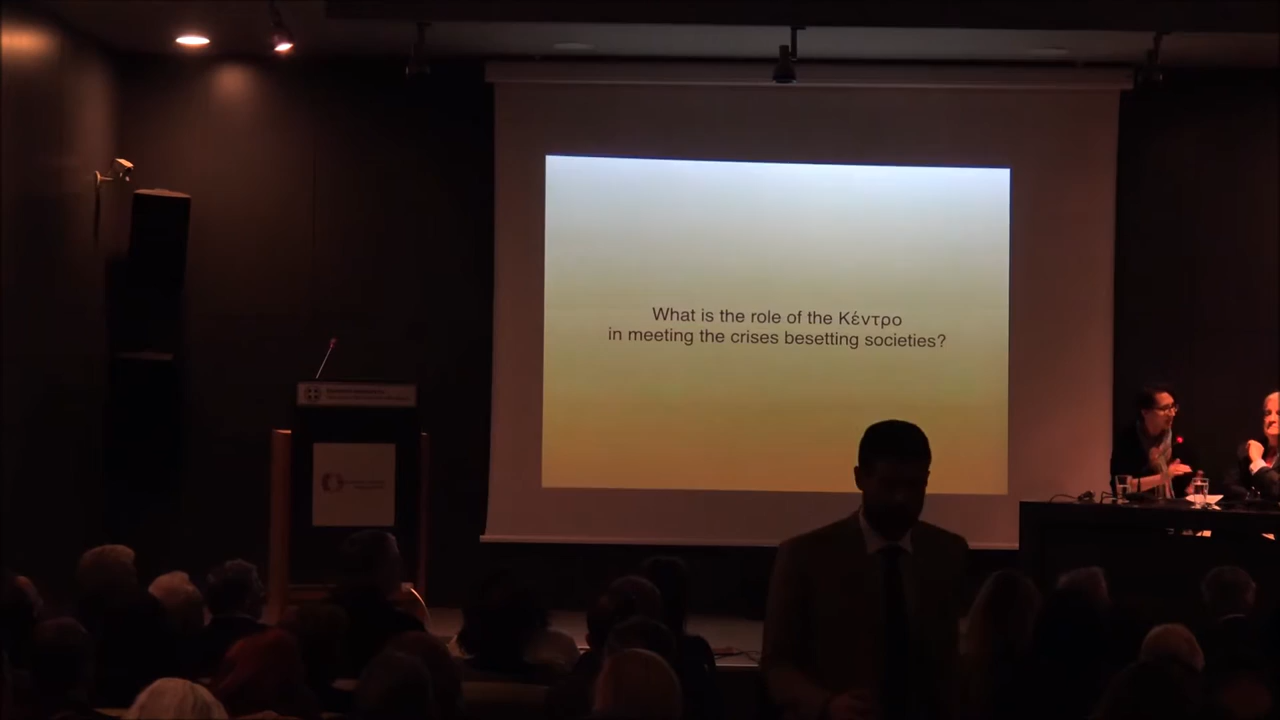 What is the role of the Κέντρο
in meeting the crises besetting societies?